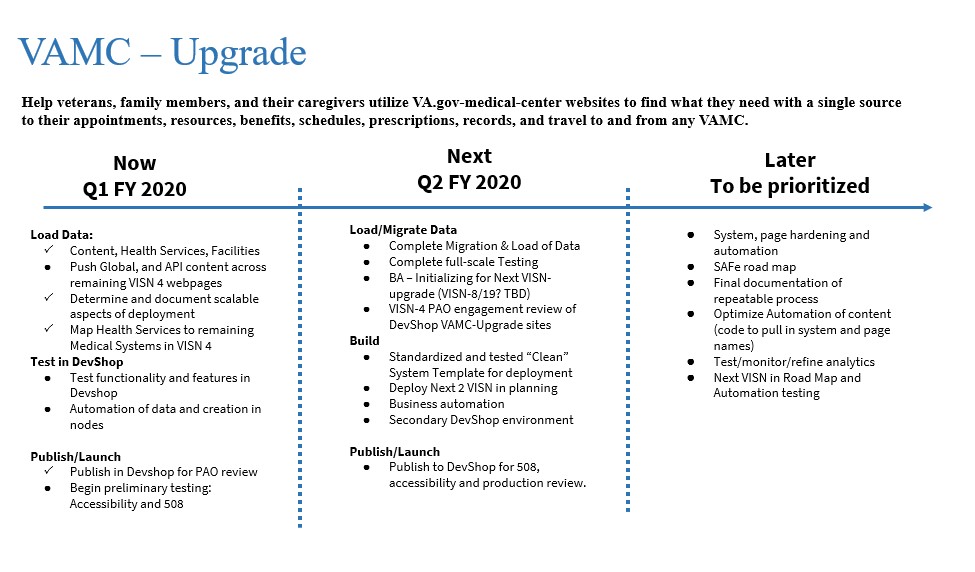 VAMC – Upgrade
Help veterans, family members, and their caregivers utilize VA.gov-medical-center websites to find what they need with a single source
to their appointments, resources, benefits, schedules, prescriptions, records, and travel to and from any VAMC.
Now
Q1 FY 2020
Load Data:
✓ Content, Health Services, Facilities
● Push Global, and API content across
remaining VISN 4 webpages
✓ Determine and document scalable
aspects of deployment
✓ Map Health Services to remaining
Medical Systems in VISN 4
Test in DevShop
● Test functionality and features in
Devshop
● Automation of data and creation in
nodes
Publish/Launch
✓ Publish in Devshop for PAO review
● Begin preliminary testing:
Accessibility and 508
Next
Q2 FY 2020
Load/Migrate Data
● Complete Migration & Load of Data
● Complete full-scale Testing
● BA – Initializing for Next VISN-
upgrade (VISN-8/19? TBD)
● VISN-4 PAO engagement review of
DevShop VAMC-Upgrade sites
Build
● Standardized and tested “Clean”
System Template for deployment
● Deploy Next 2 VISN in planning
● Business automation
● Secondary DevShop environment
Publish/Launch
● Publish to DevShop for 508,
accessibility and production review.
Later
To be prioritized
● System, page hardening and
automation
● SAFe road map
● Final documentation of
repeatable process
● Optimize Automation of content
(code to pull in system and page
names)
● Test/monitor/refine analytics
● Next VISN in Road Map and
Automation testing